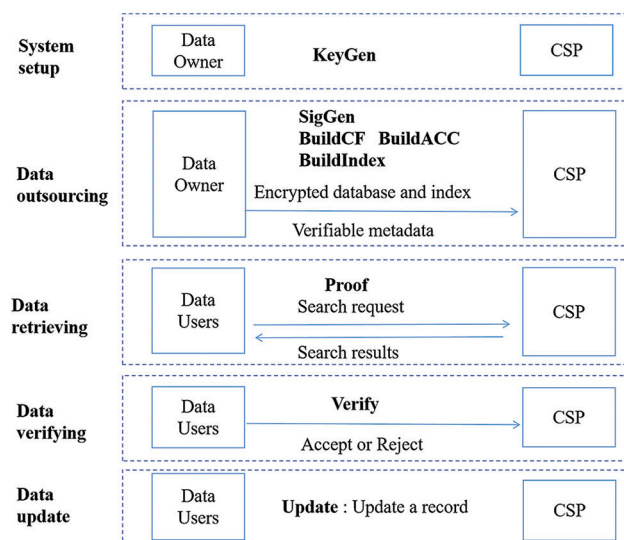 System
setup
Data
Owner
KeyGen
CSP
Data
outsourcing
Data
Owner
SigGen
BuildCF BuildACC
BuildIndex
Encrypted database and index
Verifiable metadata
CSP
Data
retrieving
Data
Users
Proof
Search request
Search results
CSP
Data
verifying
Data
Users
Verify
Accept or Reject
CSP
Data
update
Data
Users
Update : Update a record
CSP